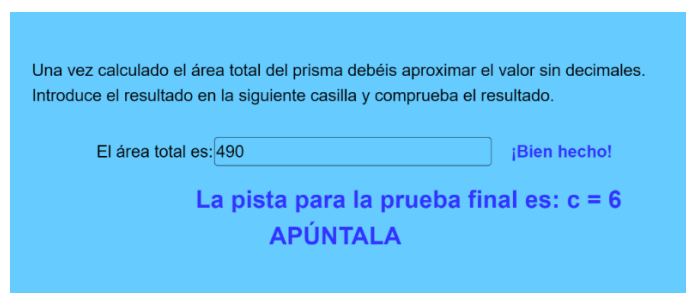 Una vez calculado el área total del prisma debéis aproximar el valor sin decimales.
Introduce el resultado en la siguiente casilla y comprueba el resultado.
El área total es: 490 ¡Bien hecho!
La pista para la prueba final es: c = 6
APÚNTALA